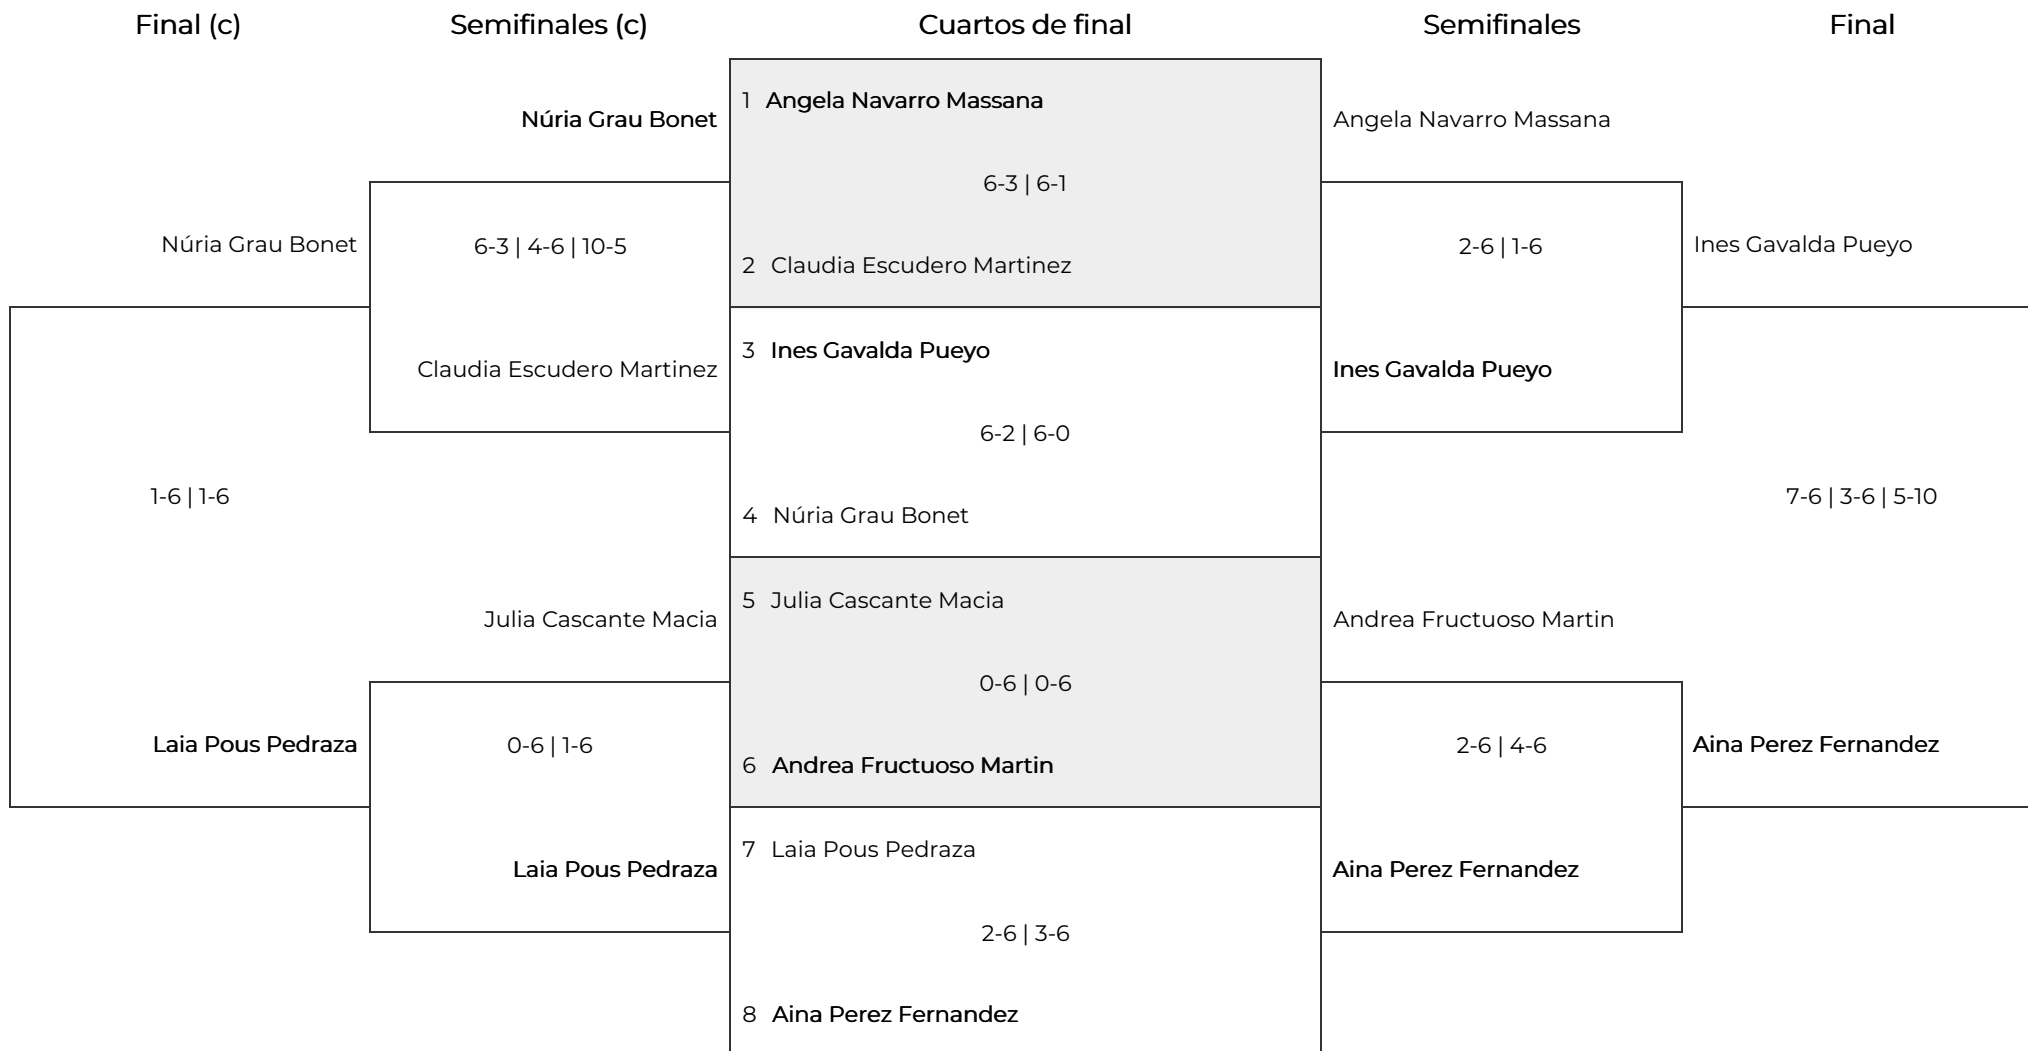 Final (c)
Semifinales (c)
Cuartos de final
Semifinales
Final
Núria Grau Bonet
6-3 | 4-6 | 10-5
Claudia Escudero Martinez
Julia Cascante Macia
0-6 | 1-6
Laia Pous Pedraza
Núria Grau Bonet
1-6 | 1-6
Laia Pous Pedraza
1 Angela Navarro Massana
6-3 | 6-1
2 Claudia Escudero Martinez
3 Ines Gavalda Pueyo
6-2 | 6-0
4 Núria Grau Bonet
5 Julia Cascante Macia
0-6 | 0-6
6 Andrea Fructuoso Martin
7 Laia Pous Pedraza
2-6 | 3-6
8 Aina Perez Fernandez
Angela Navarro Massana
2-6 | 1-6
Ines Gavalda Pueyo
Andrea Fructuoso Martin
2-6 | 4-6
Aina Perez Fernandez
Ines Gavalda Pueyo
7-6 | 3-6 | 5-10
Aina Perez Fernandez